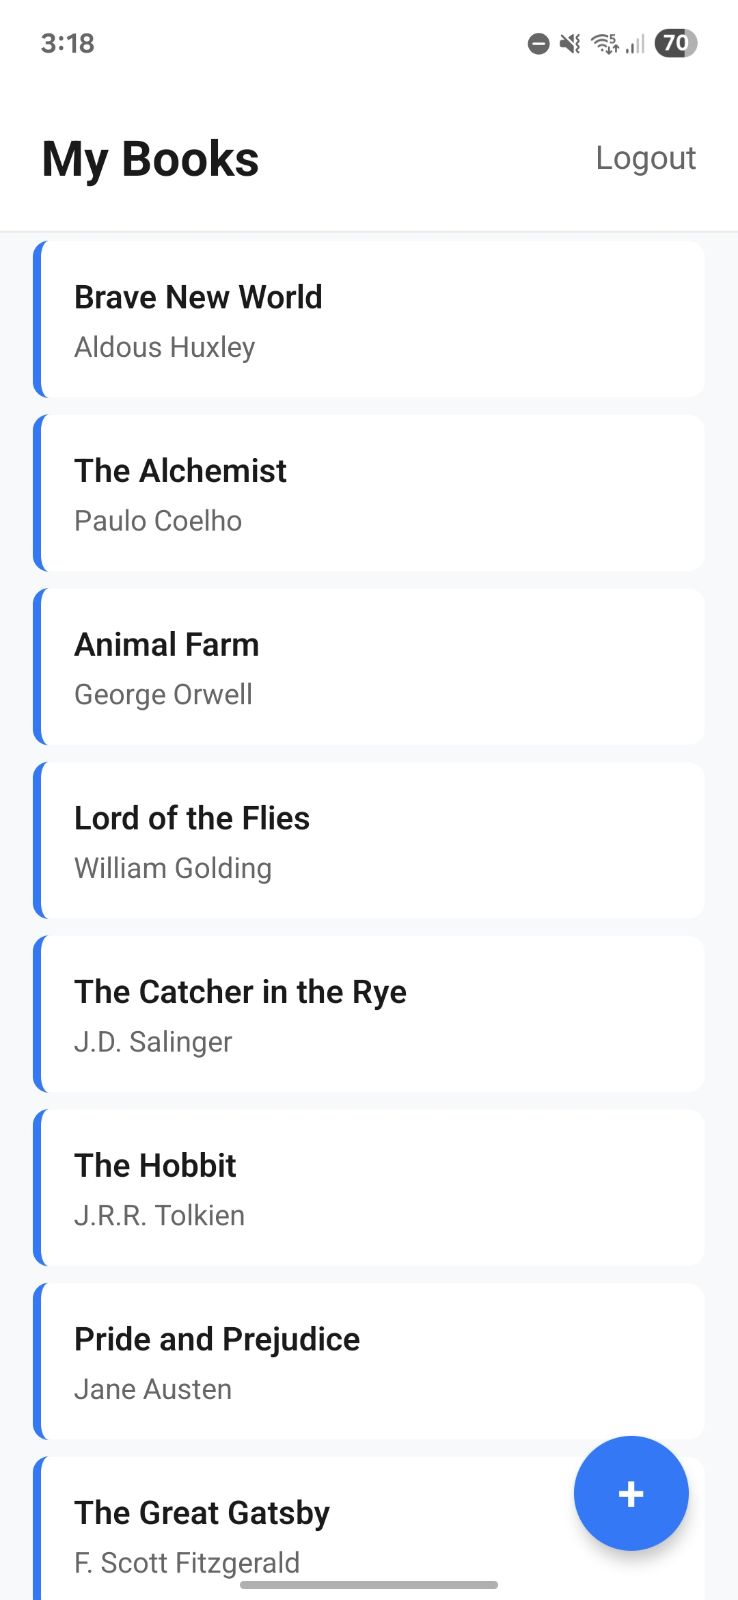 3:18
5
70
My Books
Logout
Brave New World
Aldous Huxley
The Alchemist
Paulo Coelho
Animal Farm
George Orwell
Lord of the Flies
William Golding
The Catcher in the Rye
J.D. Salinger
The Hobbit
J.R.R. Tolkien
Pride and Prejudice
Jane Austen
The Great Gatsby
F. Scott Fitzgerald
+